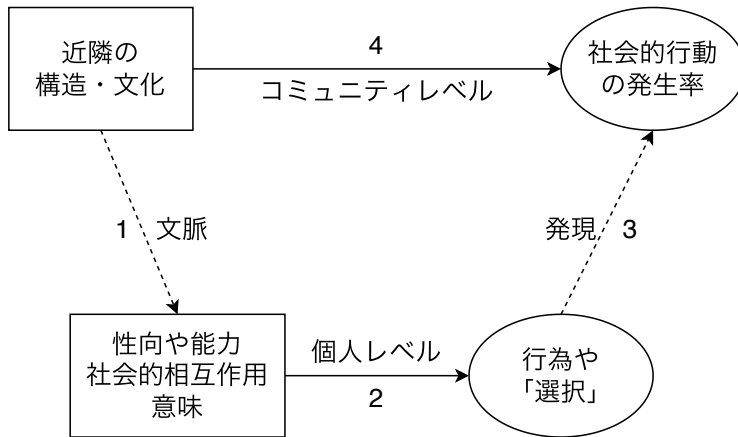 近隣の
構造・文化
4
コミュニティレベル
社会的行動
の発生率
1 文脈
発現 3
性向や能力
社会的相互作用
意味
個人レベル
2
行為や
「選択」